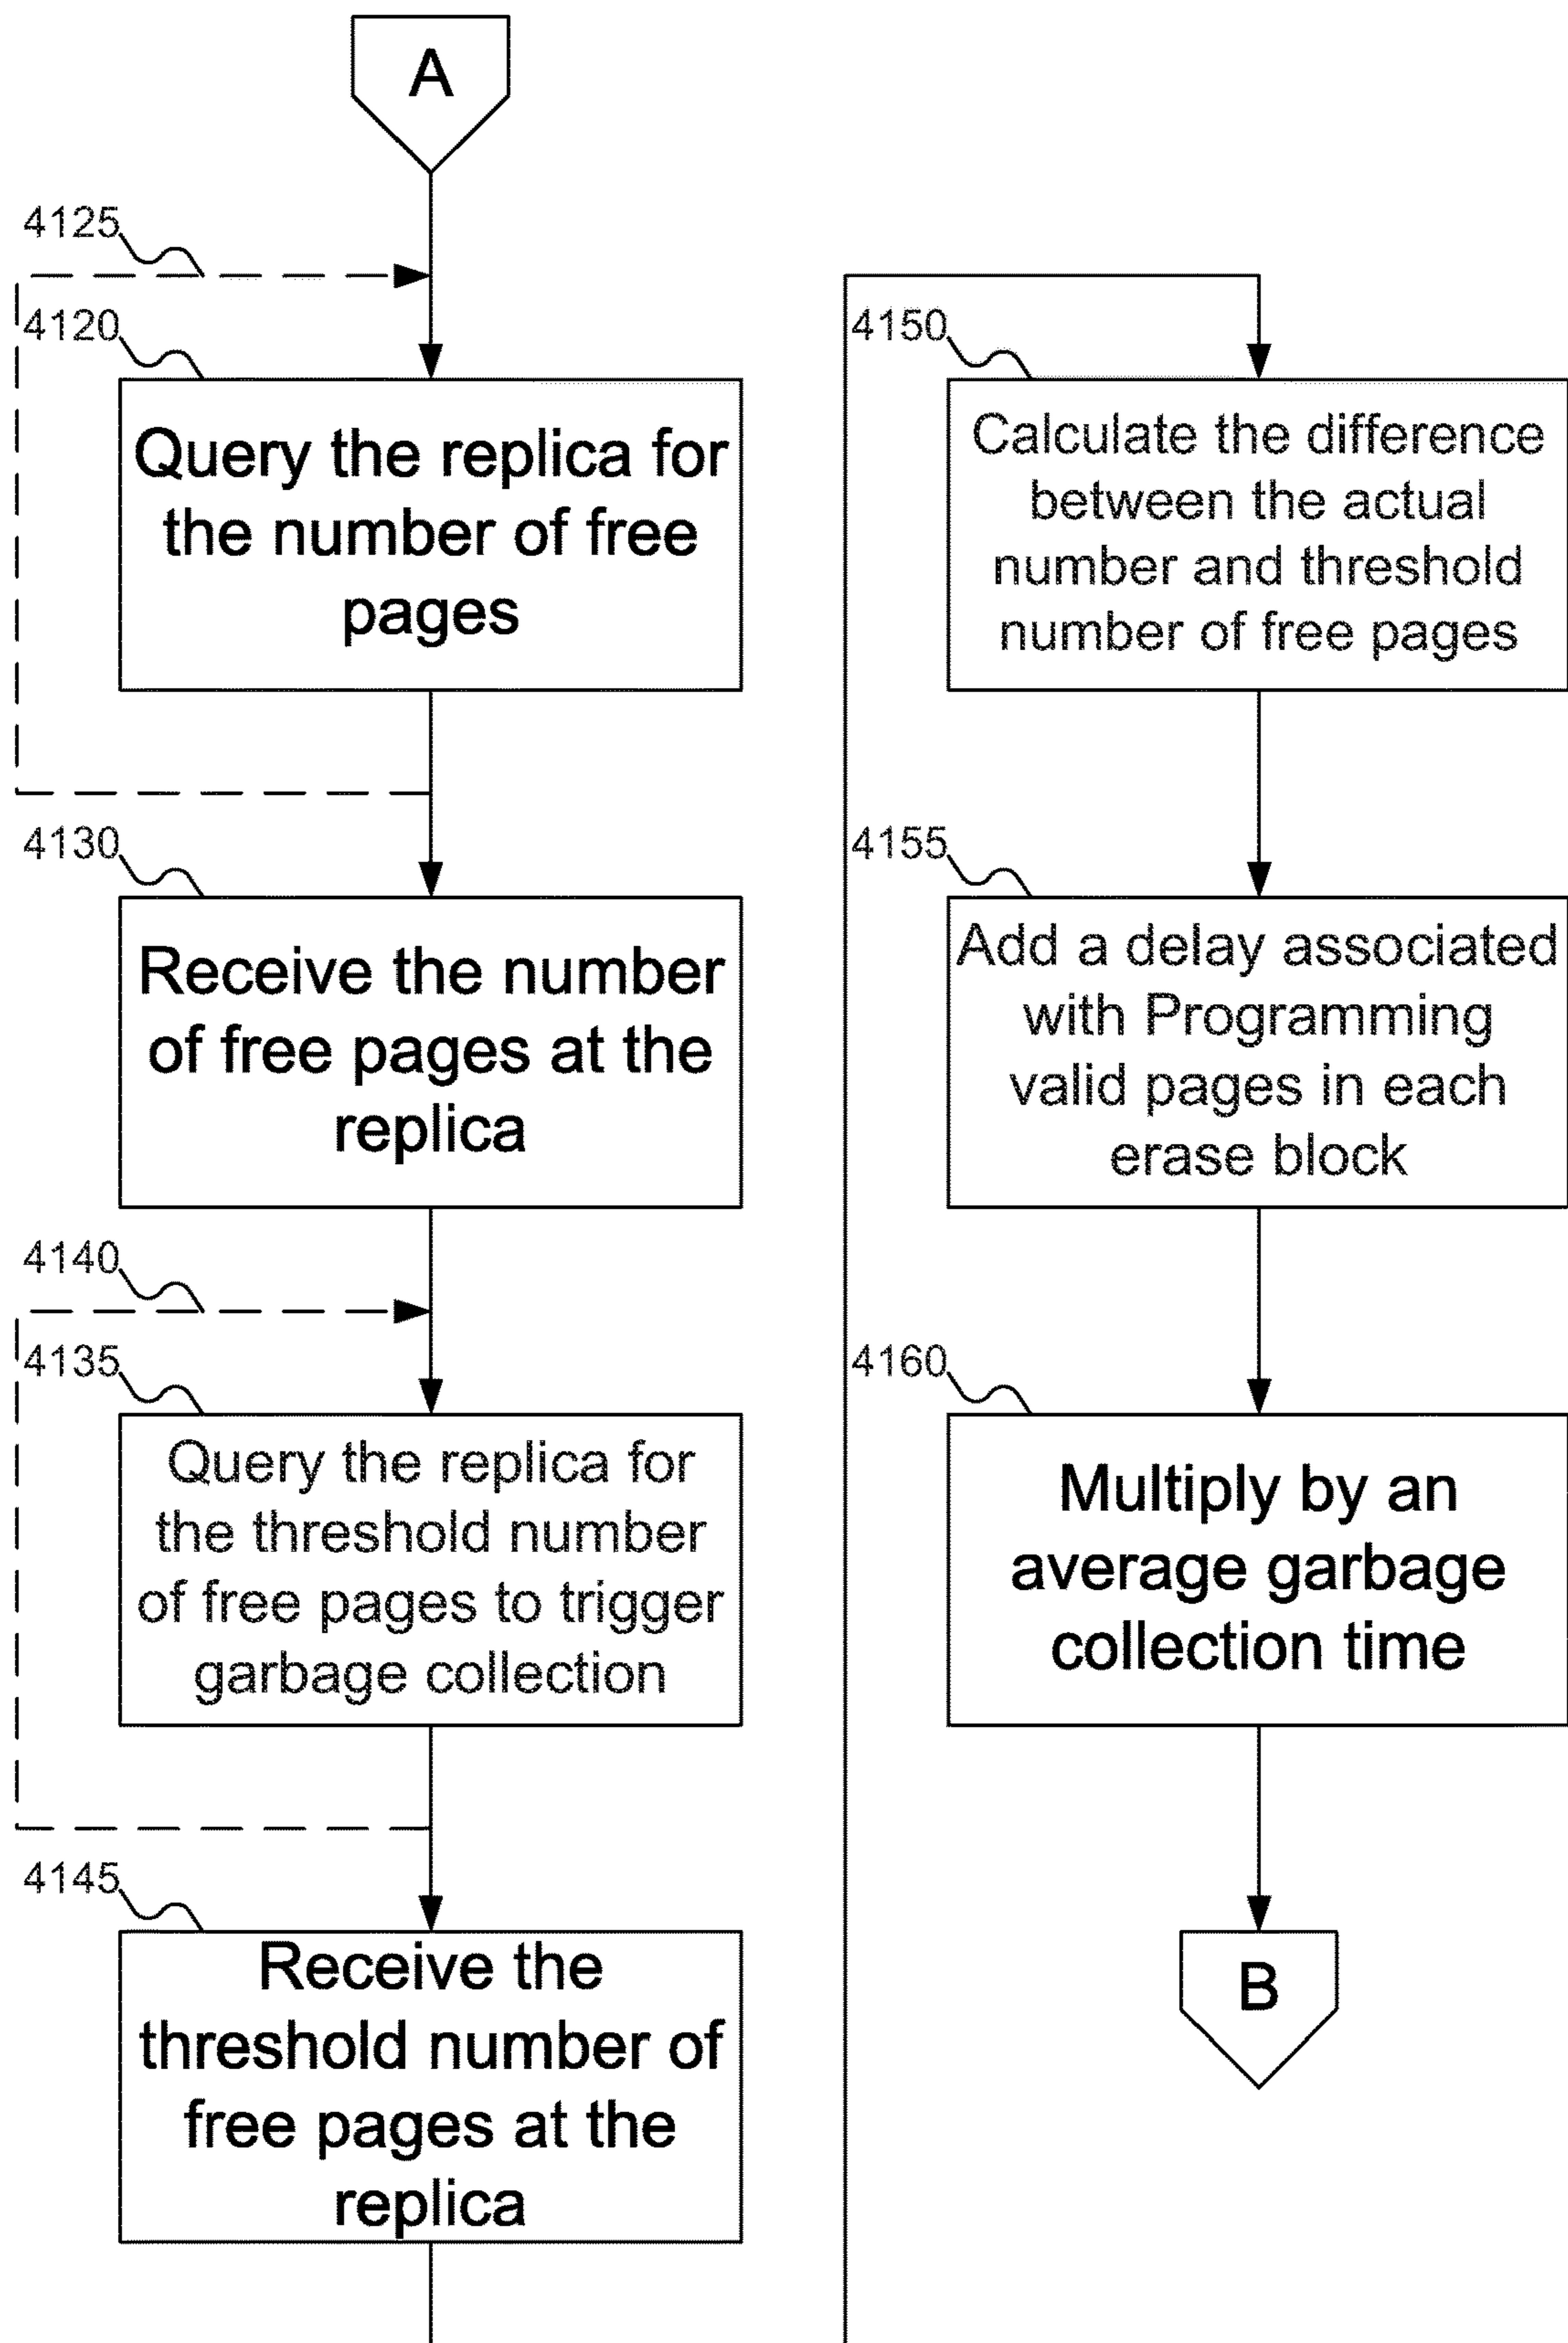 A
4125
4120
Query the replica for
the number of free
pages
4130
Receive the number
of free pages at the
replica
4140
4135
Query the replica for
the threshold number
of free pages to trigger
garbage collection
4145
Receive the
threshold number of
free pages at the
replica
4150
Calculate the difference
between the actual
number and threshold
number of free pages
4155
Add a delay associated
with Programming
valid pages in each
erase block
4160
Multiply by an
average garbage
collection time
B